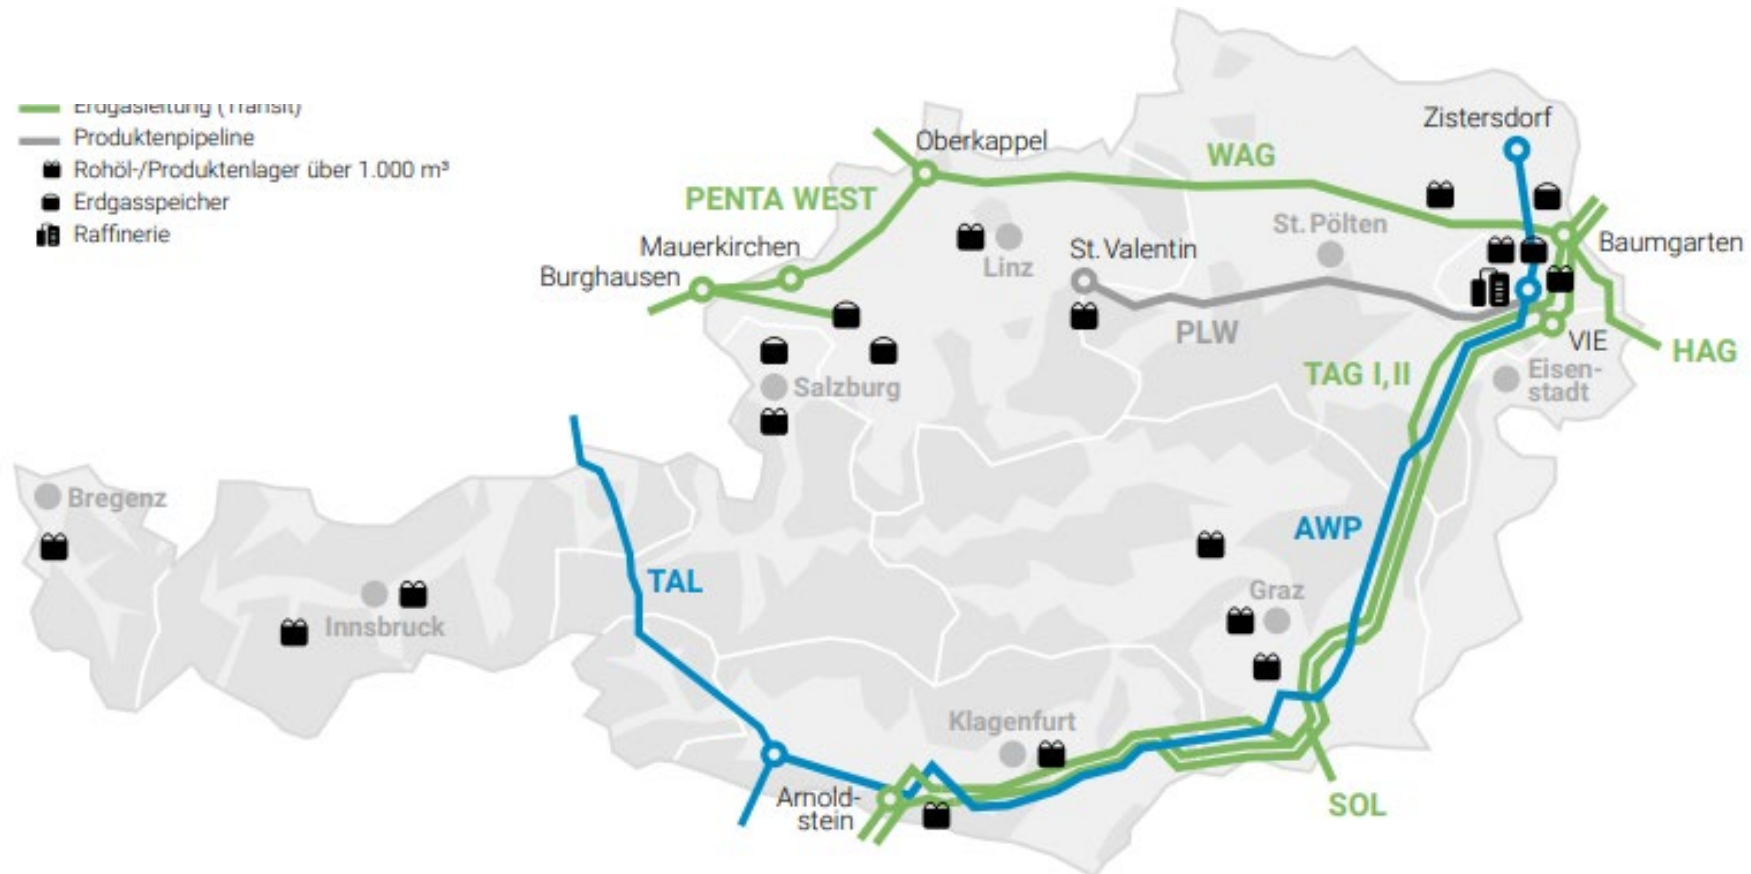 Erdgasleitung (Transit)
Produktenpipeline
Rohöl-/Produktenlager über 1.000 m³
Erdgasspeicher
Raffinerie
Zistersdorf
Oberkappel
WAG
PENTA WEST
Mauerkirchen
Burghausen
Linz
St. Valentin
St. Pölten
Baumgarten
PLW
VIE
HAG
TAG I, II
Eisen-
stadt
Salzburg
Bregenz
AWP
TAL
Innsbruck
Graz
Klagenfurt
Arnold-
stein
SOL